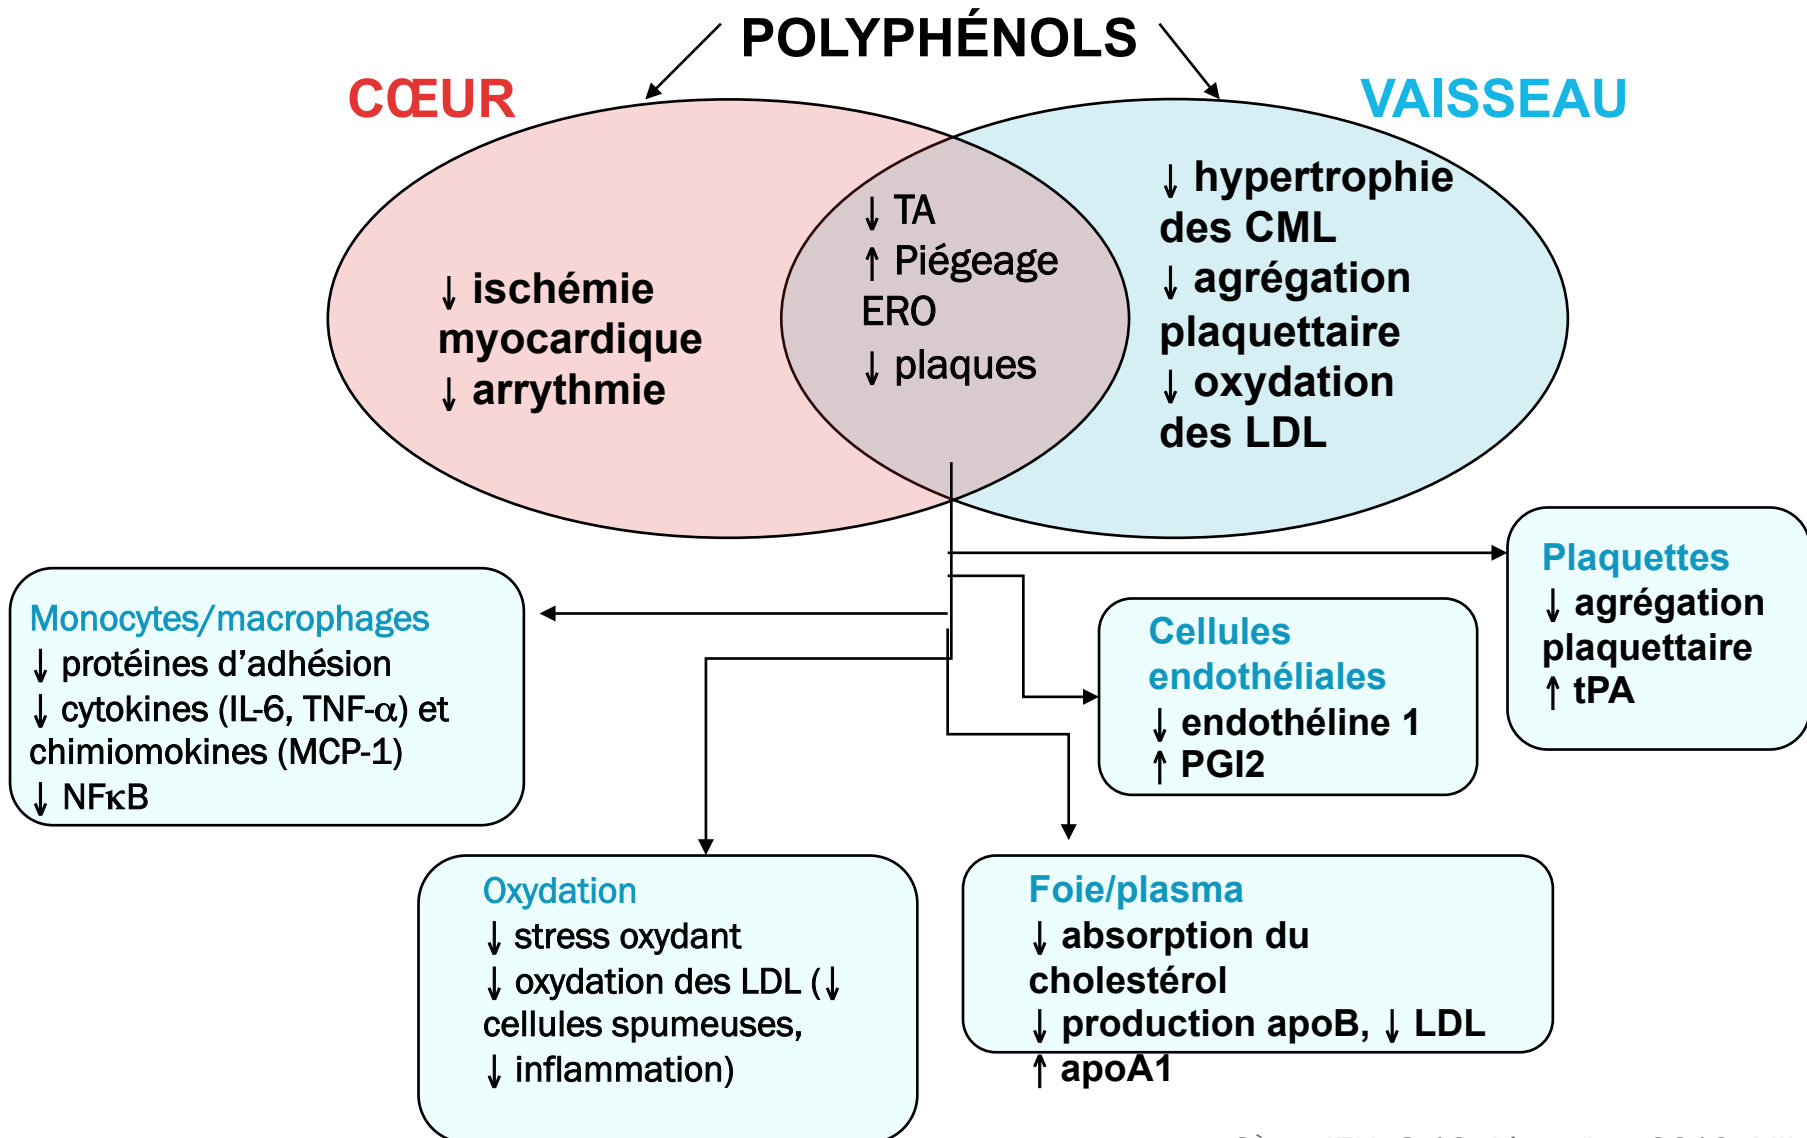 POLYPHÉNOLS
CŒUR
VAISSEAU
↓ ischémie
myocardique
↓ arrythmie
↓ TA
↑ Piégeage
ERO
↓ plaques
↓ hypertrophie
des CML
↓ agrégation
plaquettaire
↓ oxydation
des LDL
Monocytes/macrophages
↓ protéines d’adhésion
↓ cytokines (IL-6, TNF-α) et
chimiomokines (MCP-1)
↓ NFκB
Cellules
endothéliales
↓ endothéline 1
↑ PGI2
Plaquettes
↓ agrégation
plaquettaire
↑ tPA
Oxydation
↓ stress oxydant
↓ oxydation des LDL (↓
cellules spumeuses,
↓ inflammation)
Foie/plasma
↓ absorption du
cholestérol
↓ production apoB, ↓ LDL
↑ apoA1